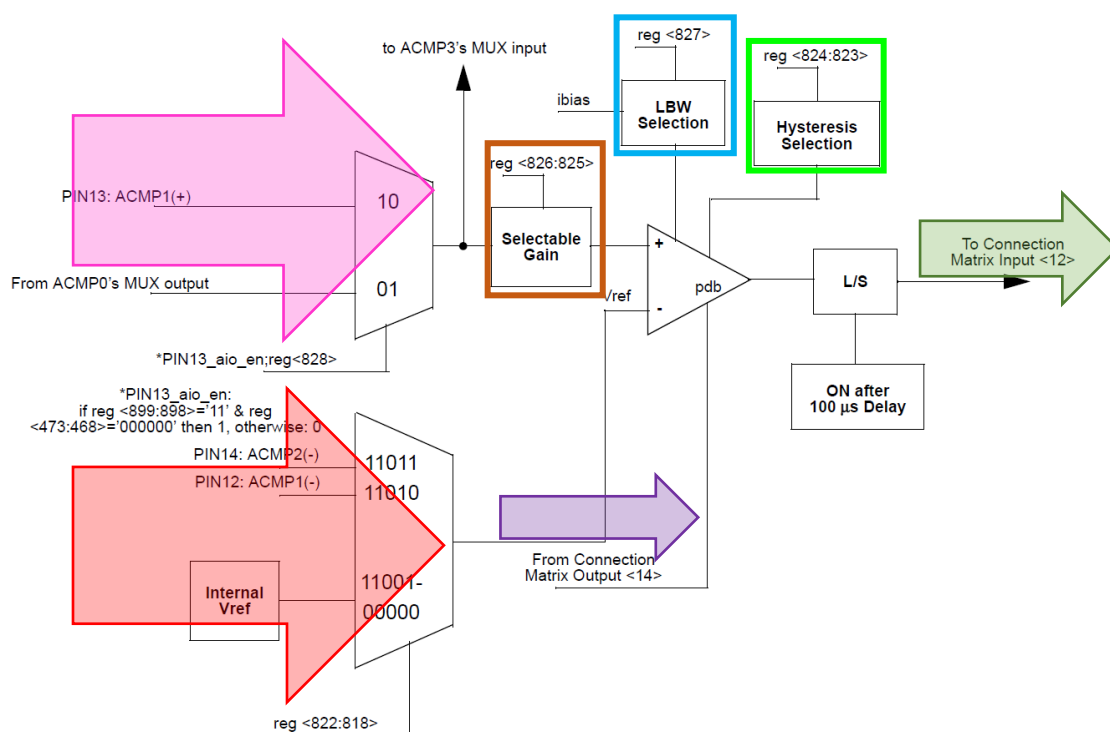 reg <827>
to ACMP3's MUX input
reg <824:823>
ibias
LBW
Selection
Hysteresis
Selection
reg <826:825>
PIN13: ACMP1(+)
10
Selectable
Gain
+
To Connection
Matrix Input <12>
From ACMP0's MUX output
01
pdb
L/S
Vref
-
*PIN13_aio_en;reg<828>
ON after
100 µs Delay
*PIN13_aio_en:
if reg <899:898>='11' & reg
<473:468>='000000' then 1, otherwise: 0
PIN14: ACMP2(-)
11011
PIN12: ACMP1(-)
11010
From Connection
Matrix Output <14>
Internal
Vref
11001-
00000
reg <822:818>